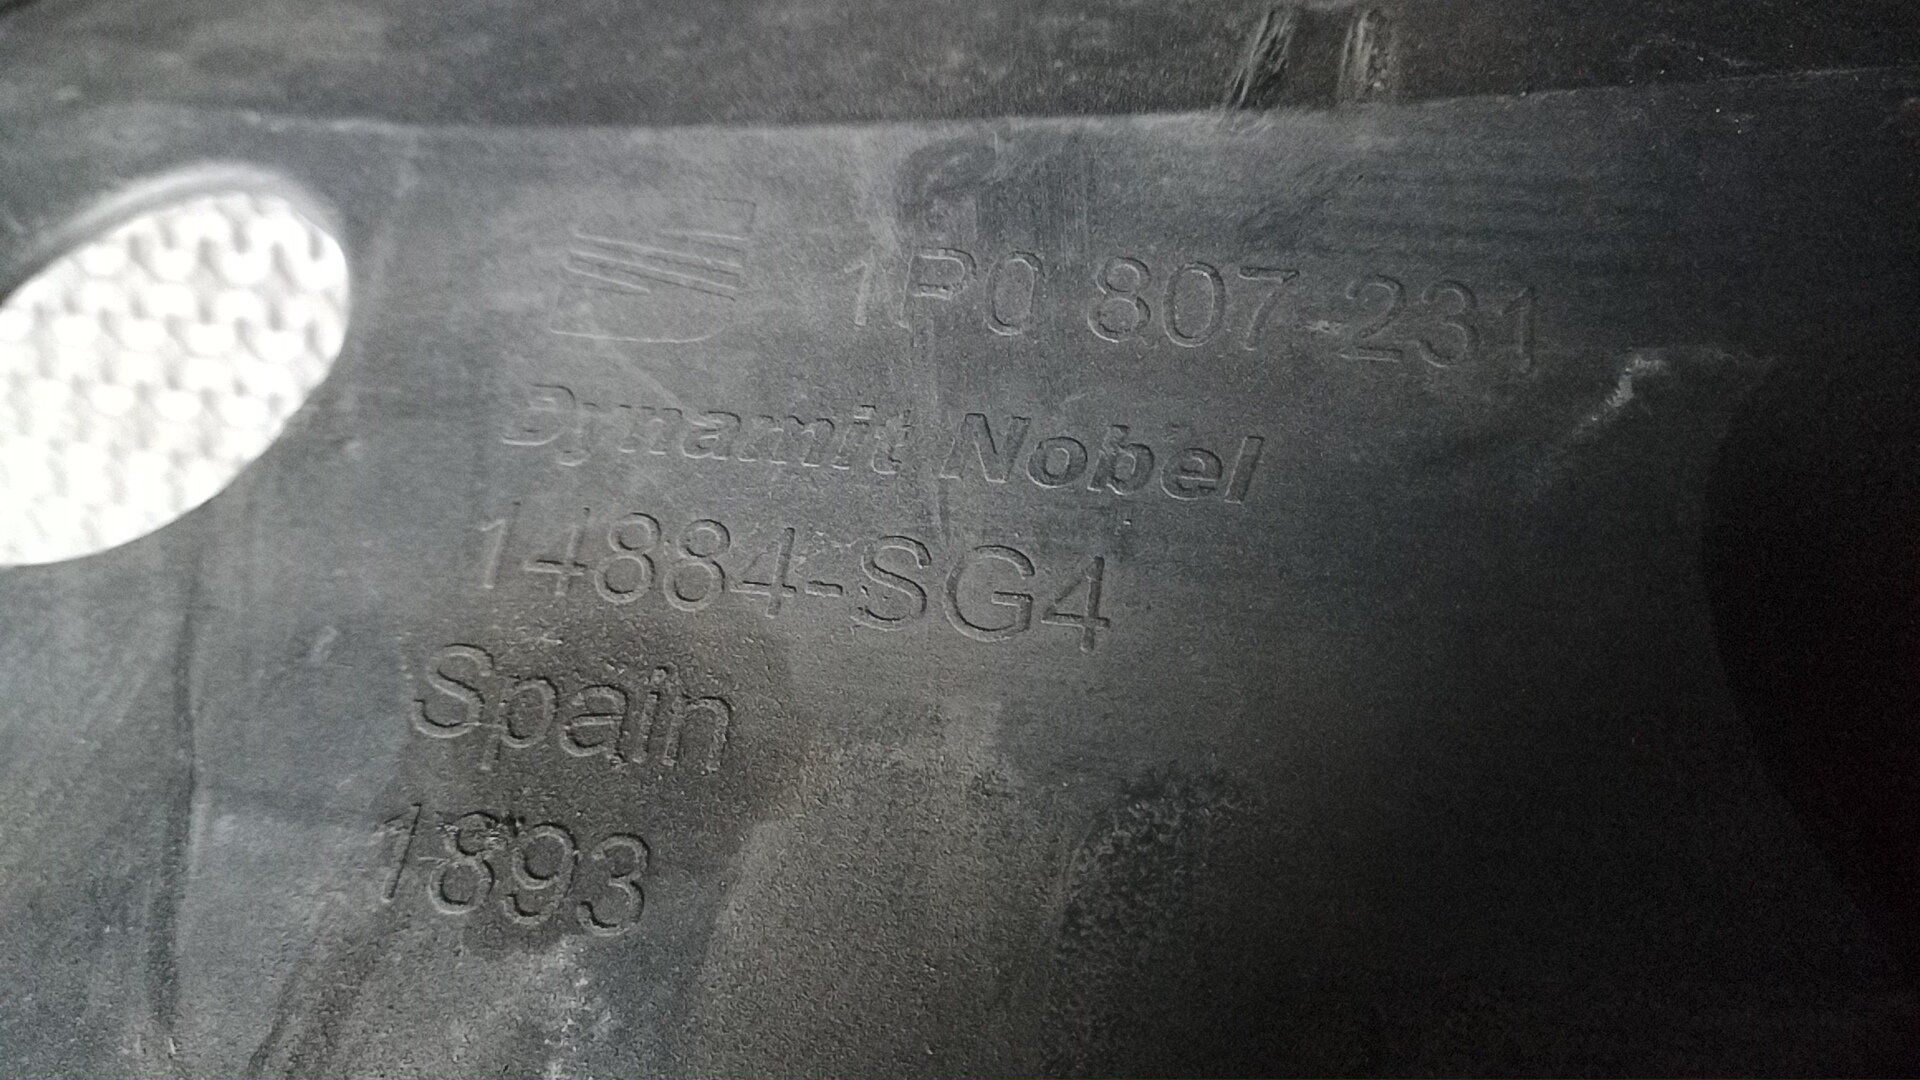 1P0 807-231
Dynamit Nobel
14884-SG4
Spain
1893